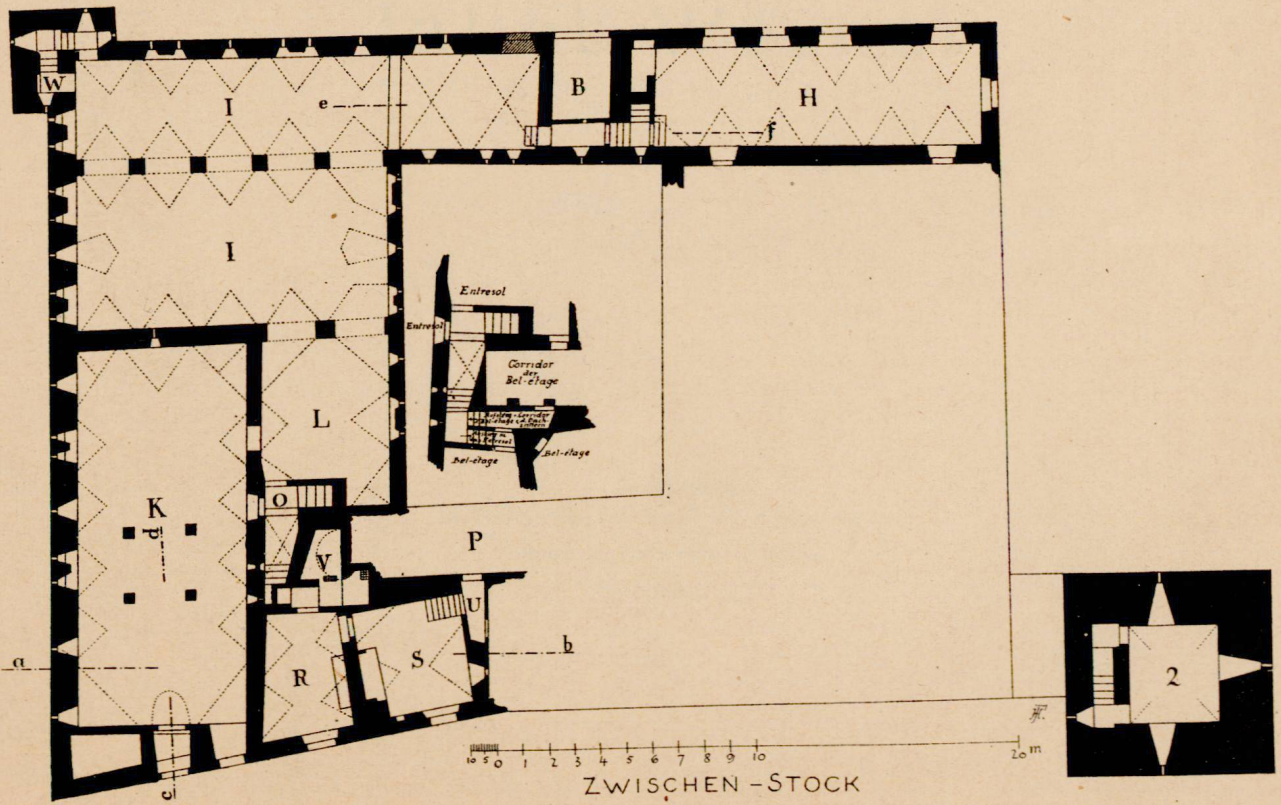 W
I
e
B
H
f
I
Entresol
Entresol
Corridor
der
Bel-étage
Bel-étage
Bel-étage
L
O
K
d
V
P
U
a
R
S
b
2
c
10 5 0 1 2 3 4 5 6 7 8 9 10 20 m
ZWISCHEN-STOCK